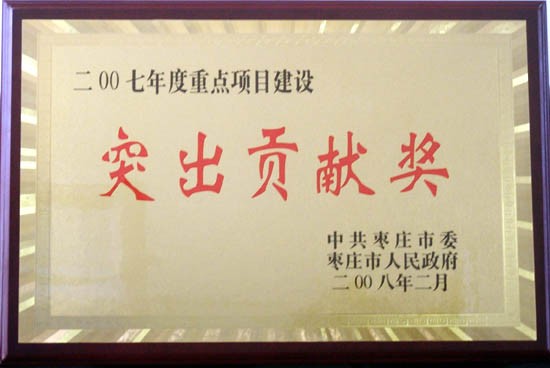 二00七年度重点项目建设
突出贡献奖
中共枣庄市委
枣庄市人民政府
二00八年二月